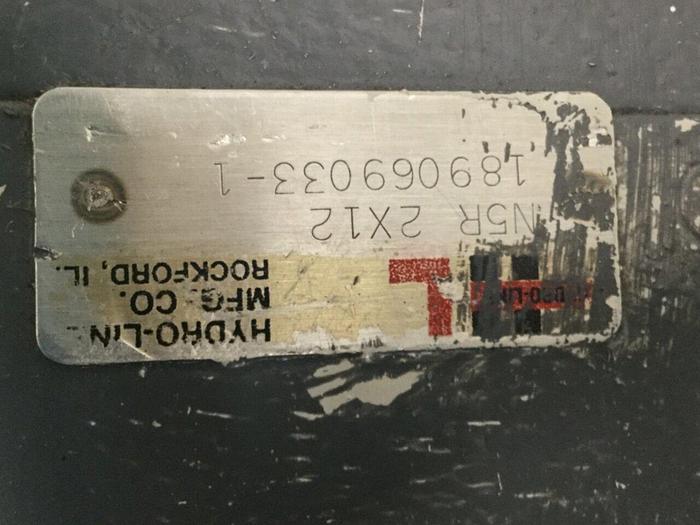 HYDRO-LIN
MFG. CO.
ROCKFORD, IL.
N5R 2X12
189069033-1